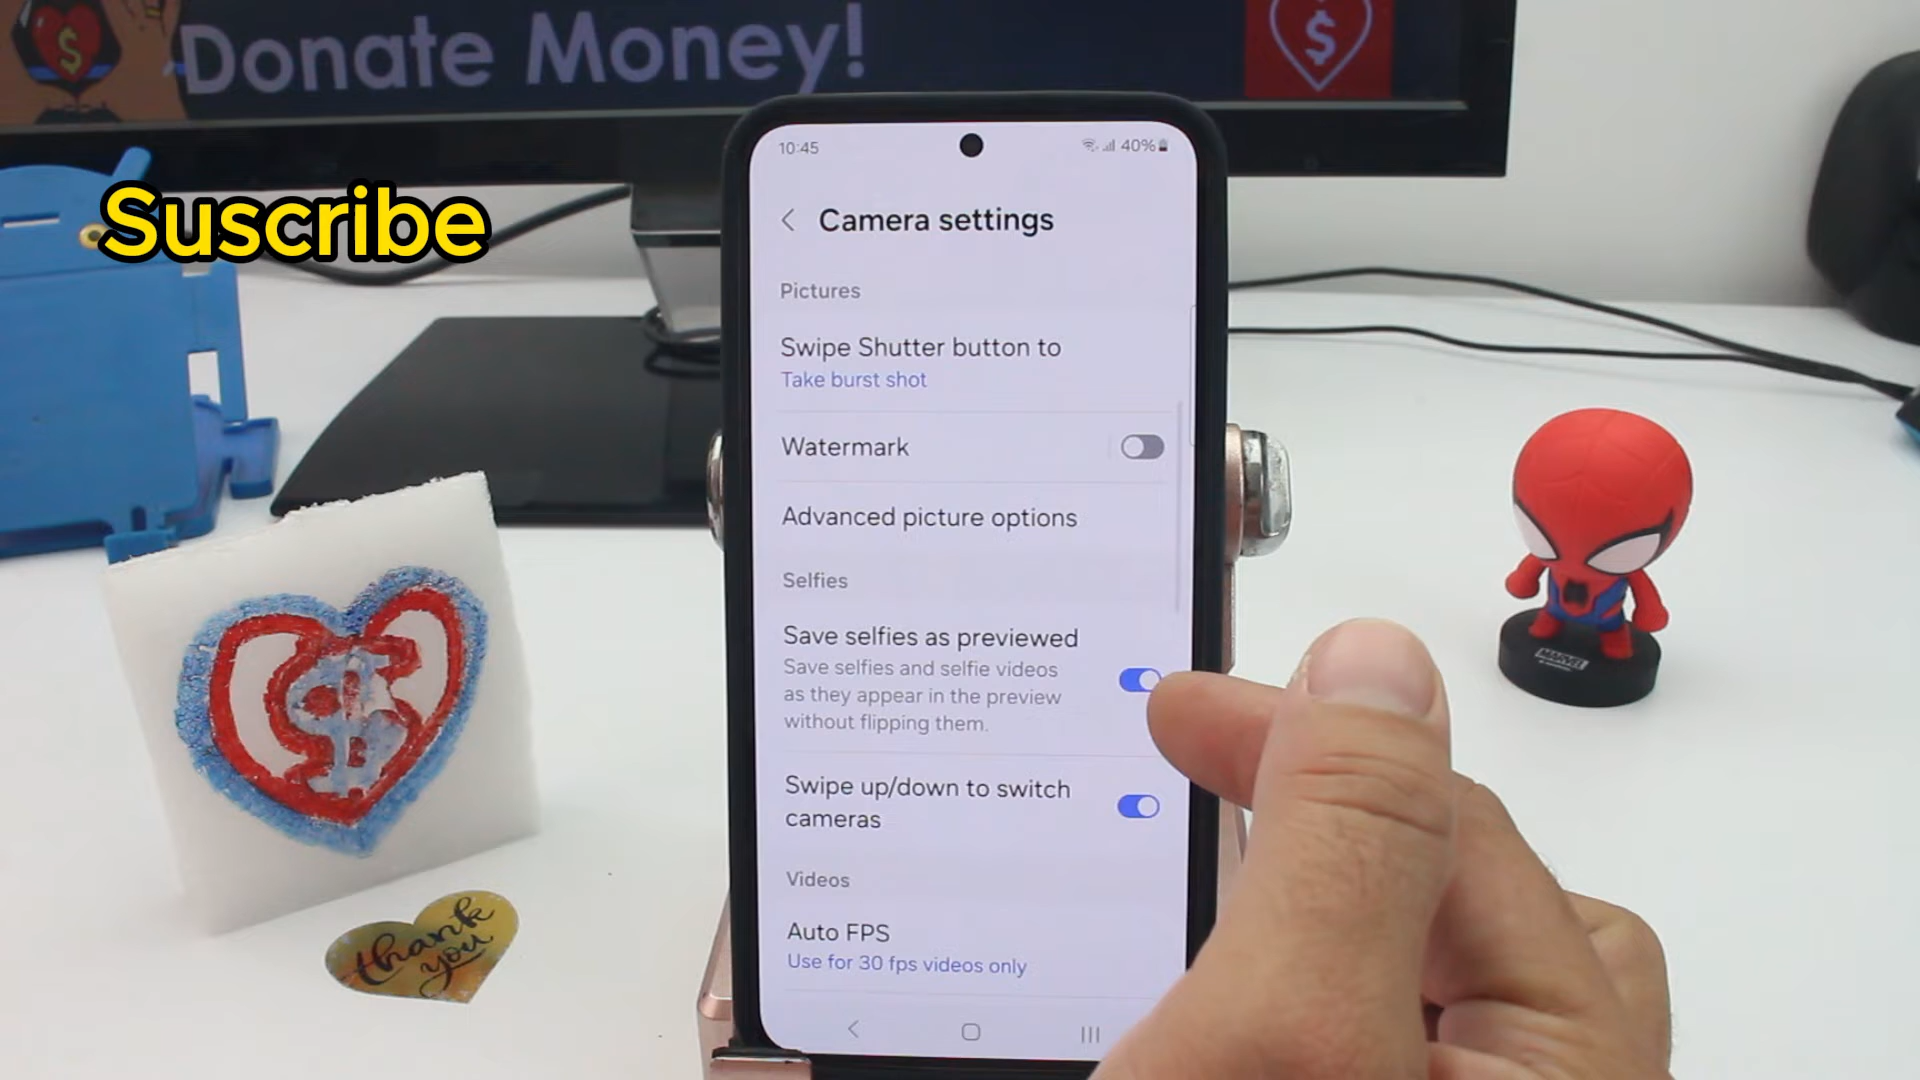 Donate Money!
$
$
Suscribe
10:45
40%
Camera settings
Pictures
Swipe Shutter button to
Take burst shot
Watermark
Advanced picture options
Selfies
Save selfies as previewed
Save selfies and selfie videos
as they appear in the preview
without flipping them.
Swipe up/down to switch
cameras
Videos
Auto FPS
Use for 30 fps videos only
MARVEL
$
thank
you